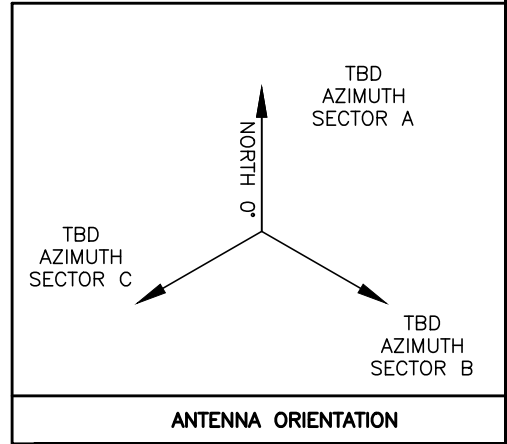 TBD
AZIMUTH
SECTOR A
NORTH 0°
TBD
AZIMUTH
SECTOR C
TBD
AZIMUTH
SECTOR B
ANTENNA ORIENTATION